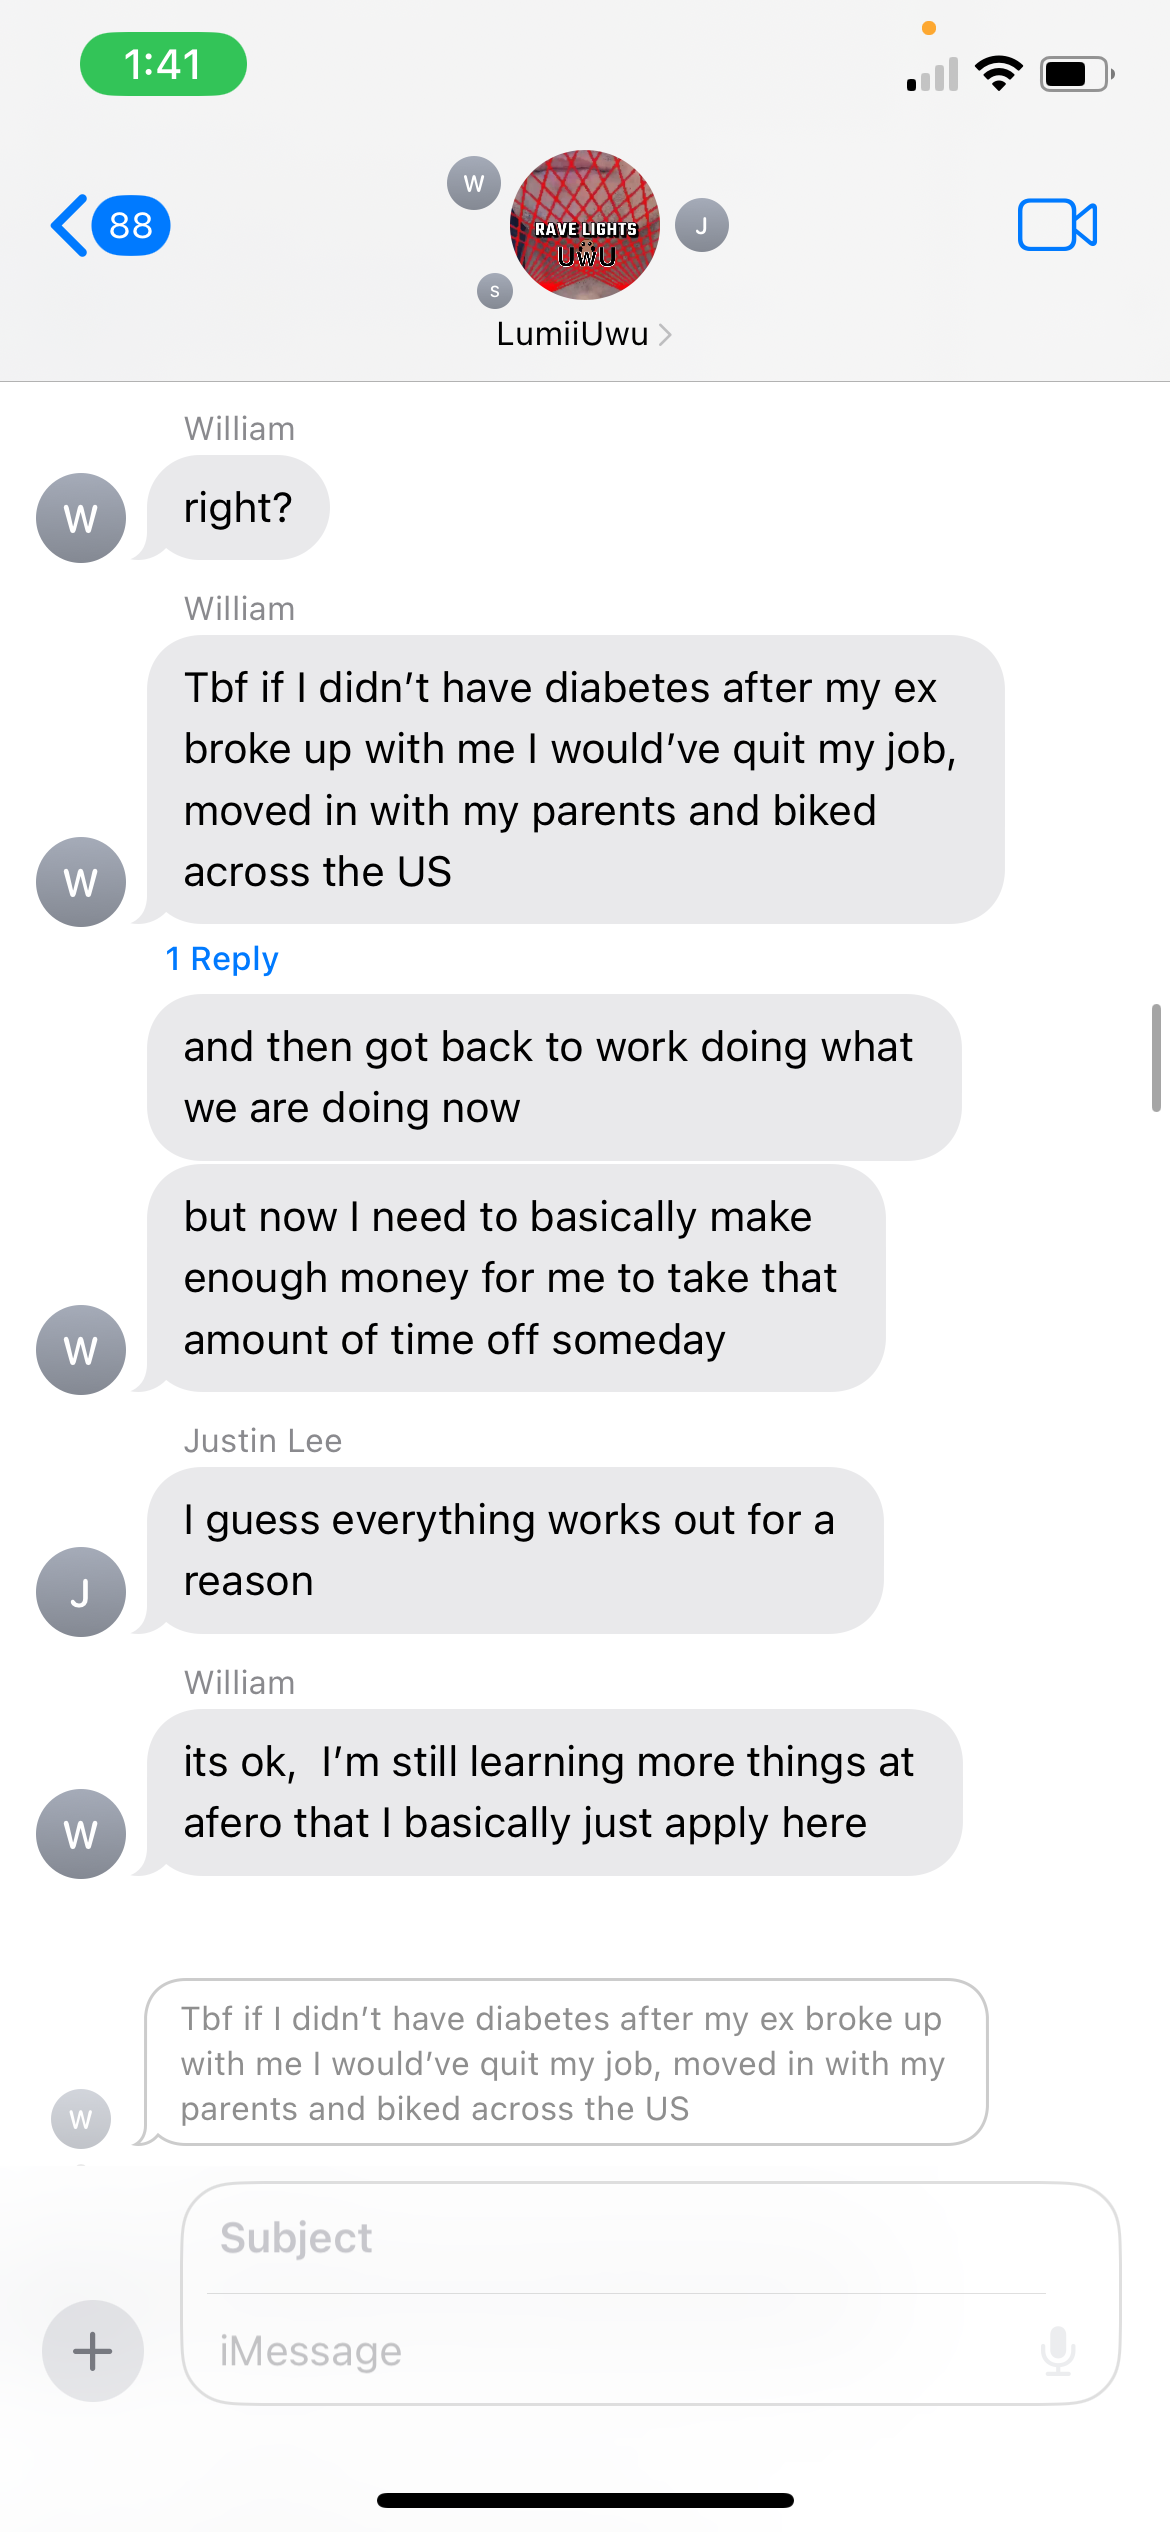 1:41
88
W
RAVE LIGHTS
UWU
J
S
LumiiUwu
William
right?
W
William
Tbf if I didn’t have diabetes after my ex
broke up with me I would’ve quit my job,
moved in with my parents and biked
across the US
W
1 Reply
and then got back to work doing what
we are doing now
but now I need to basically make
enough money for me to take that
amount of time off someday
W
Justin Lee
I guess everything works out for a
reason
J
William
its ok,  I’m still learning more things at
afero that I basically just apply here
W
Tbf if I didn’t have diabetes after my ex broke up
with me I would’ve quit my job, moved in with my
parents and biked across the US
W
Subject
iMessage